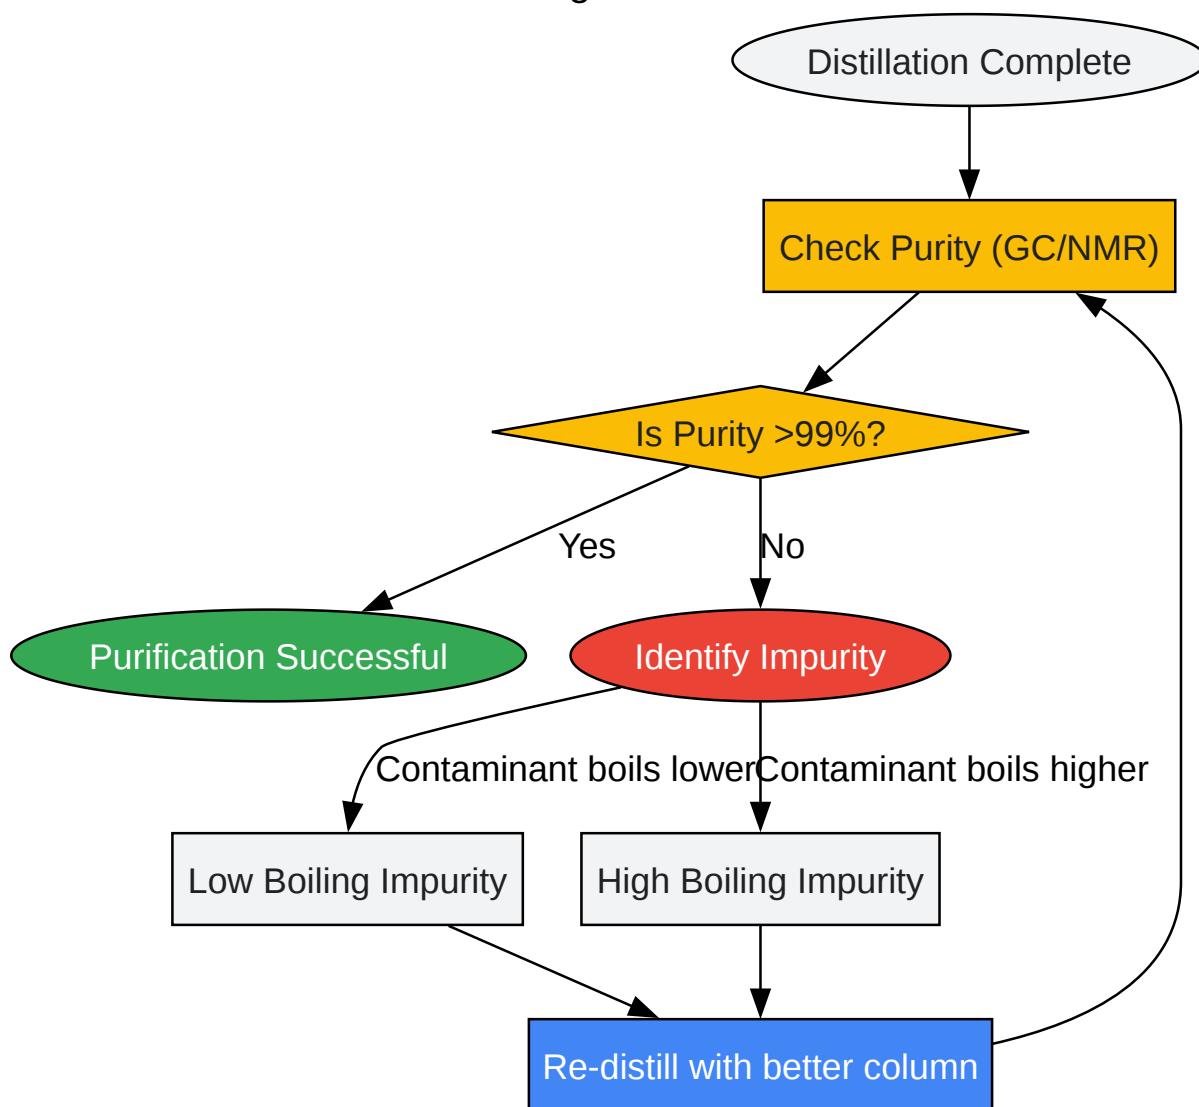 Distillation Complete
Check Purity (GC/NMR)
Is Purity >99%?
Yes
No
Purification Successful
Identify Impurity
Contaminant boils lower
Contaminant boils higher
Low Boiling Impurity
High Boiling Impurity
Re-distill with better column